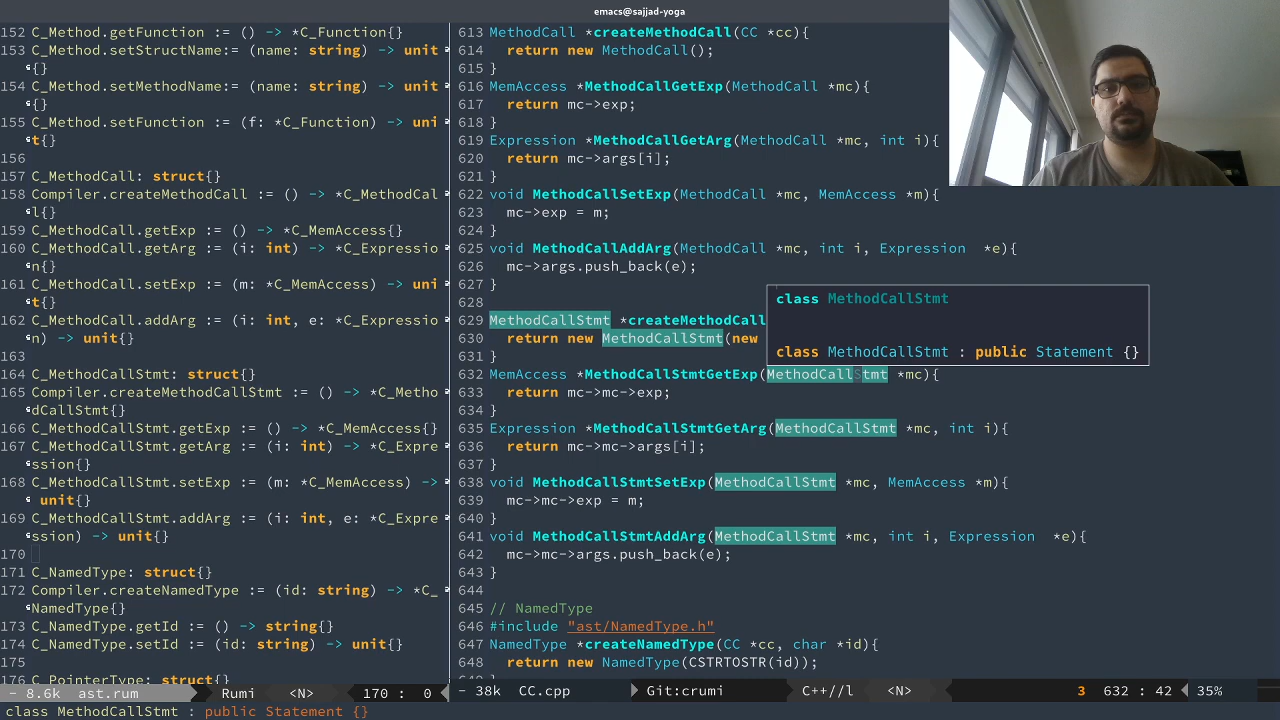 emacs@sajjad-yoga
152 C_Method.getFunction := () -> *C_Function{}
153 C_Method.setStructName:= (name: string) -> unit
{}
154 C_Method.setMethodName:= (name: string) -> unit
{}
155 C_Method.setFunction := (f: *C_Function) -> uni
t{}
156
157 C_MethodCall: struct{}
158 Compiler.createMethodCall := () -> *C_MethodCal
l{}
159 C_MethodCall.getExp := () -> *C_MemAccess{}
160 C_MethodCall.getArg := (i: int) -> *C_Expressio
n{}
161 C_MethodCall.setExp := (m: *C_MemAccess) -> uni
t{}
162 C_MethodCall.addArg := (i: int, e: *C_Expressio
n) -> unit{}
163
164 C_MethodCallStmt: struct{}
165 Compiler.createMethodCallStmt := () -> *C_Metho
dCallStmt{}
166 C_MethodCallStmt.getExp := () -> *C_MemAccess{}
167 C_MethodCallStmt.getArg := (i: int) -> *C_Expre
ssion{}
168 C_MethodCallStmt.setExp := (m: *C_MemAccess) ->
unit{}
169 C_MethodCallStmt.addArg := (i: int, e: *C_Expre
ssion) -> unit{}
170
171 C_NamedType: struct{}
172 Compiler.createNamedType := (id: string) -> *C_
NamedType{}
173 C_NamedType.getId := () -> string{}
174 C_NamedType.setId := (id: string) -> unit{}
175
176 C_PointerType: struct{}
- 8.6k ast.rum Rumi <N> 170 : 0
613 MethodCall *createMethodCall(CC *cc){
614 return new MethodCall();
615 }
616 MemAccess *MethodCallGetExp(MethodCall *mc){
617 return mc->exp;
618 }
619 Expression *MethodCallGetArg(MethodCall *mc, int i){
620 return mc->args[i];
621 }
622 void MethodCallSetExp(MethodCall *mc, MemAccess *m){
623 mc->exp = m;
624 }
625 void MethodCallAddArg(MethodCall *mc, int i, Expression *e){
626 mc->args.push_back(e);
627 }
628
629 MethodCallStmt *createMethodCall
630 return new MethodCallStmt(new
631 }
class MethodCallStmt
class MethodCallStmt : public Statement {}
632 MemAccess *MethodCallStmtGetExp(MethodCallStmt *mc){
633 return mc->mc->exp;
634 }
635 Expression *MethodCallStmtGetArg(MethodCallStmt *mc, int i){
636 return mc->mc->args[i];
637 }
638 void MethodCallStmtSetExp(MethodCallStmt *mc, MemAccess *m){
639 mc->mc->exp = m;
640 }
641 void MethodCallStmtAddArg(MethodCallStmt *mc, int i, Expression *e){
642 mc->mc->args.push_back(e);
643 }
644
645 // NamedType
646 #include "ast/NamedType.h"
647 NamedType *createNamedType(CC *cc, char *id){
648 return new NamedType(CSTRTOSTR(id));
- 38k CC.cpp Git:crumi C++//l <N> 3 632 : 42 35%
class MethodCallStmt : public Statement {}